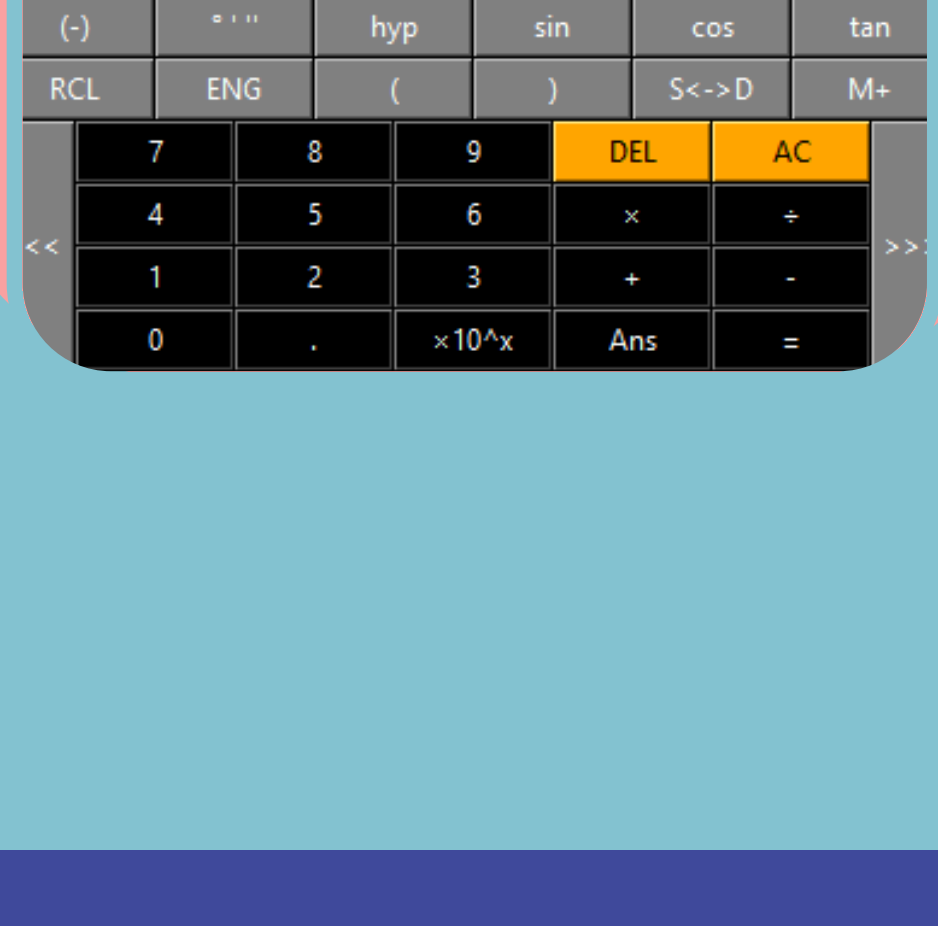 (-) ° ' '' hyp sin cos tan
RCL ENG ( ) S<->D M+
7 8 9 DEL AC
4 5 6 × ÷
<< >>
1 2 3 + -
0 . ×10^x Ans =